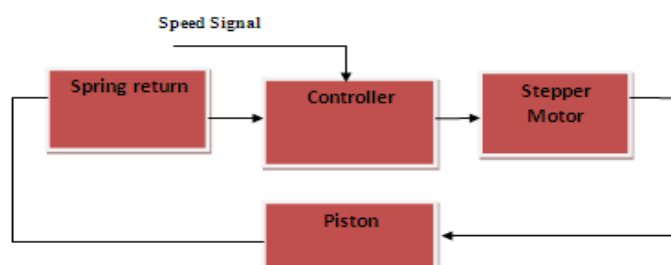 Speed Signal
Spring return
Controller
Stepper
Motor
Piston